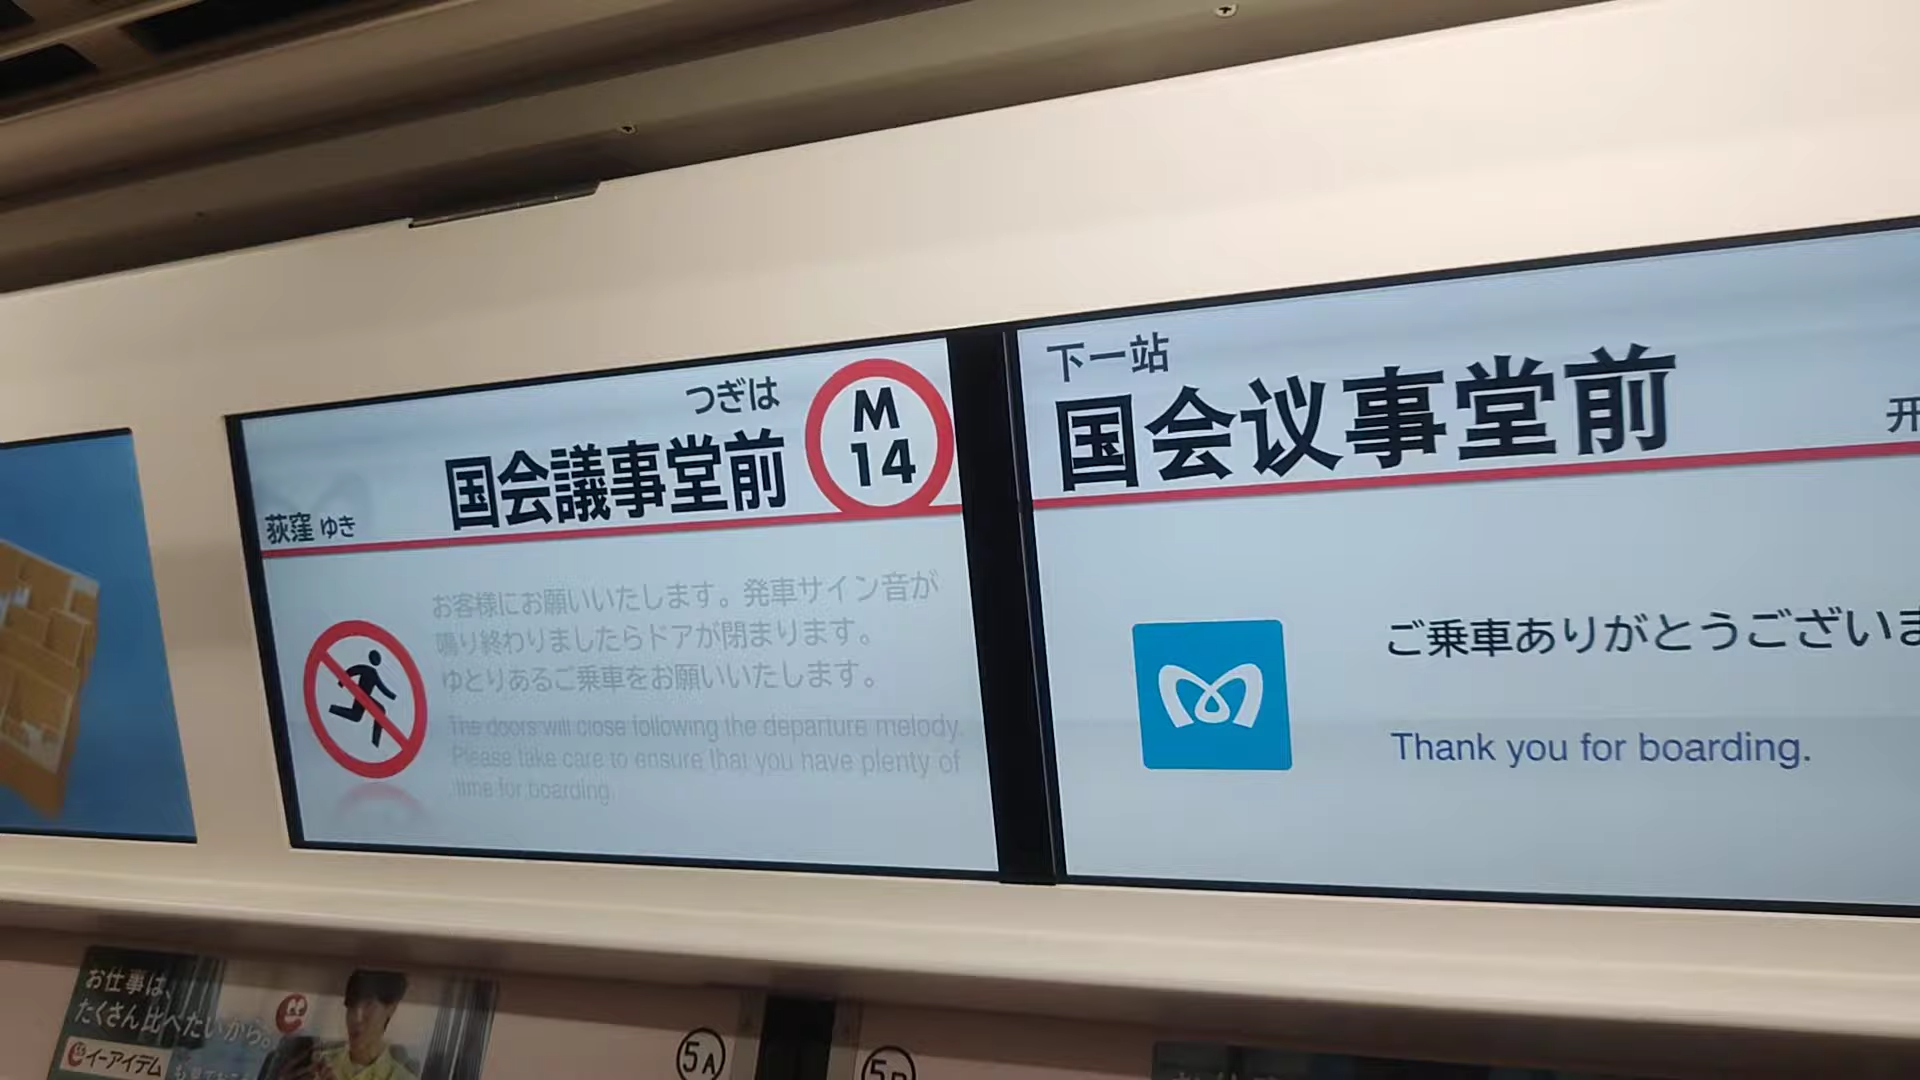 つぎは
国会議事堂前
M
14
荻窪 ゆき
お客様にお願いいたします。発車サイン音が
鳴り終わりましたらドアが閉まります。
ゆとりあるご乗車をお願いいたします。
The doors will close following the departure melody.
Please take care to ensure that you have plenty of
time for boarding.
下一站
国会议事堂前
开
ご乗車ありがとうございま
Thank you for boarding.
お仕事は、
たくさん比べたいから。
イーアイデム
5A